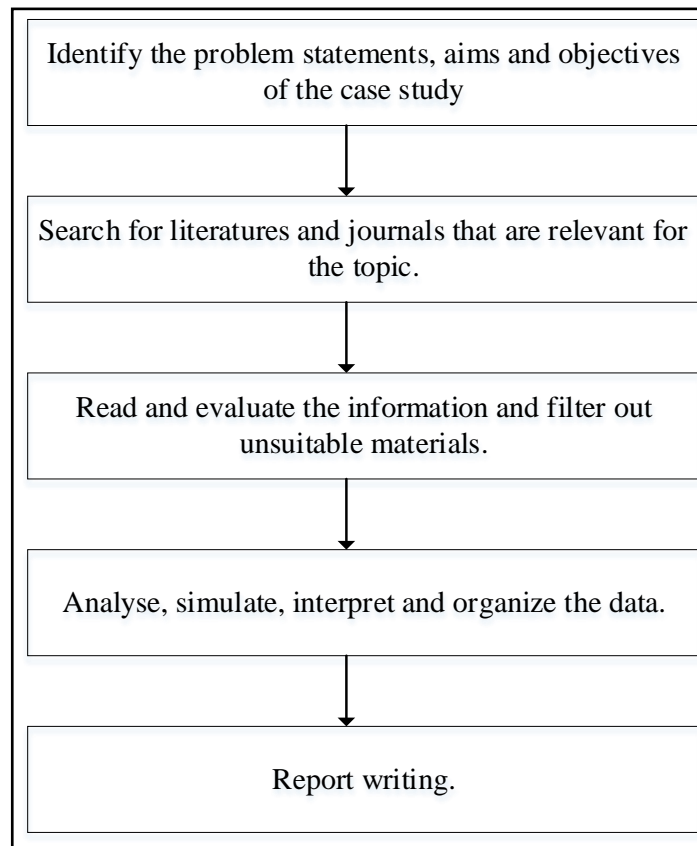 Identify the problem statements, aims and objectives
of the case study
Search for literatures and journals that are relevant for
the topic.
Read and evaluate the information and filter out
unsuitable materials.
Analyse, simulate, interpret and organize the data.
Report writing.